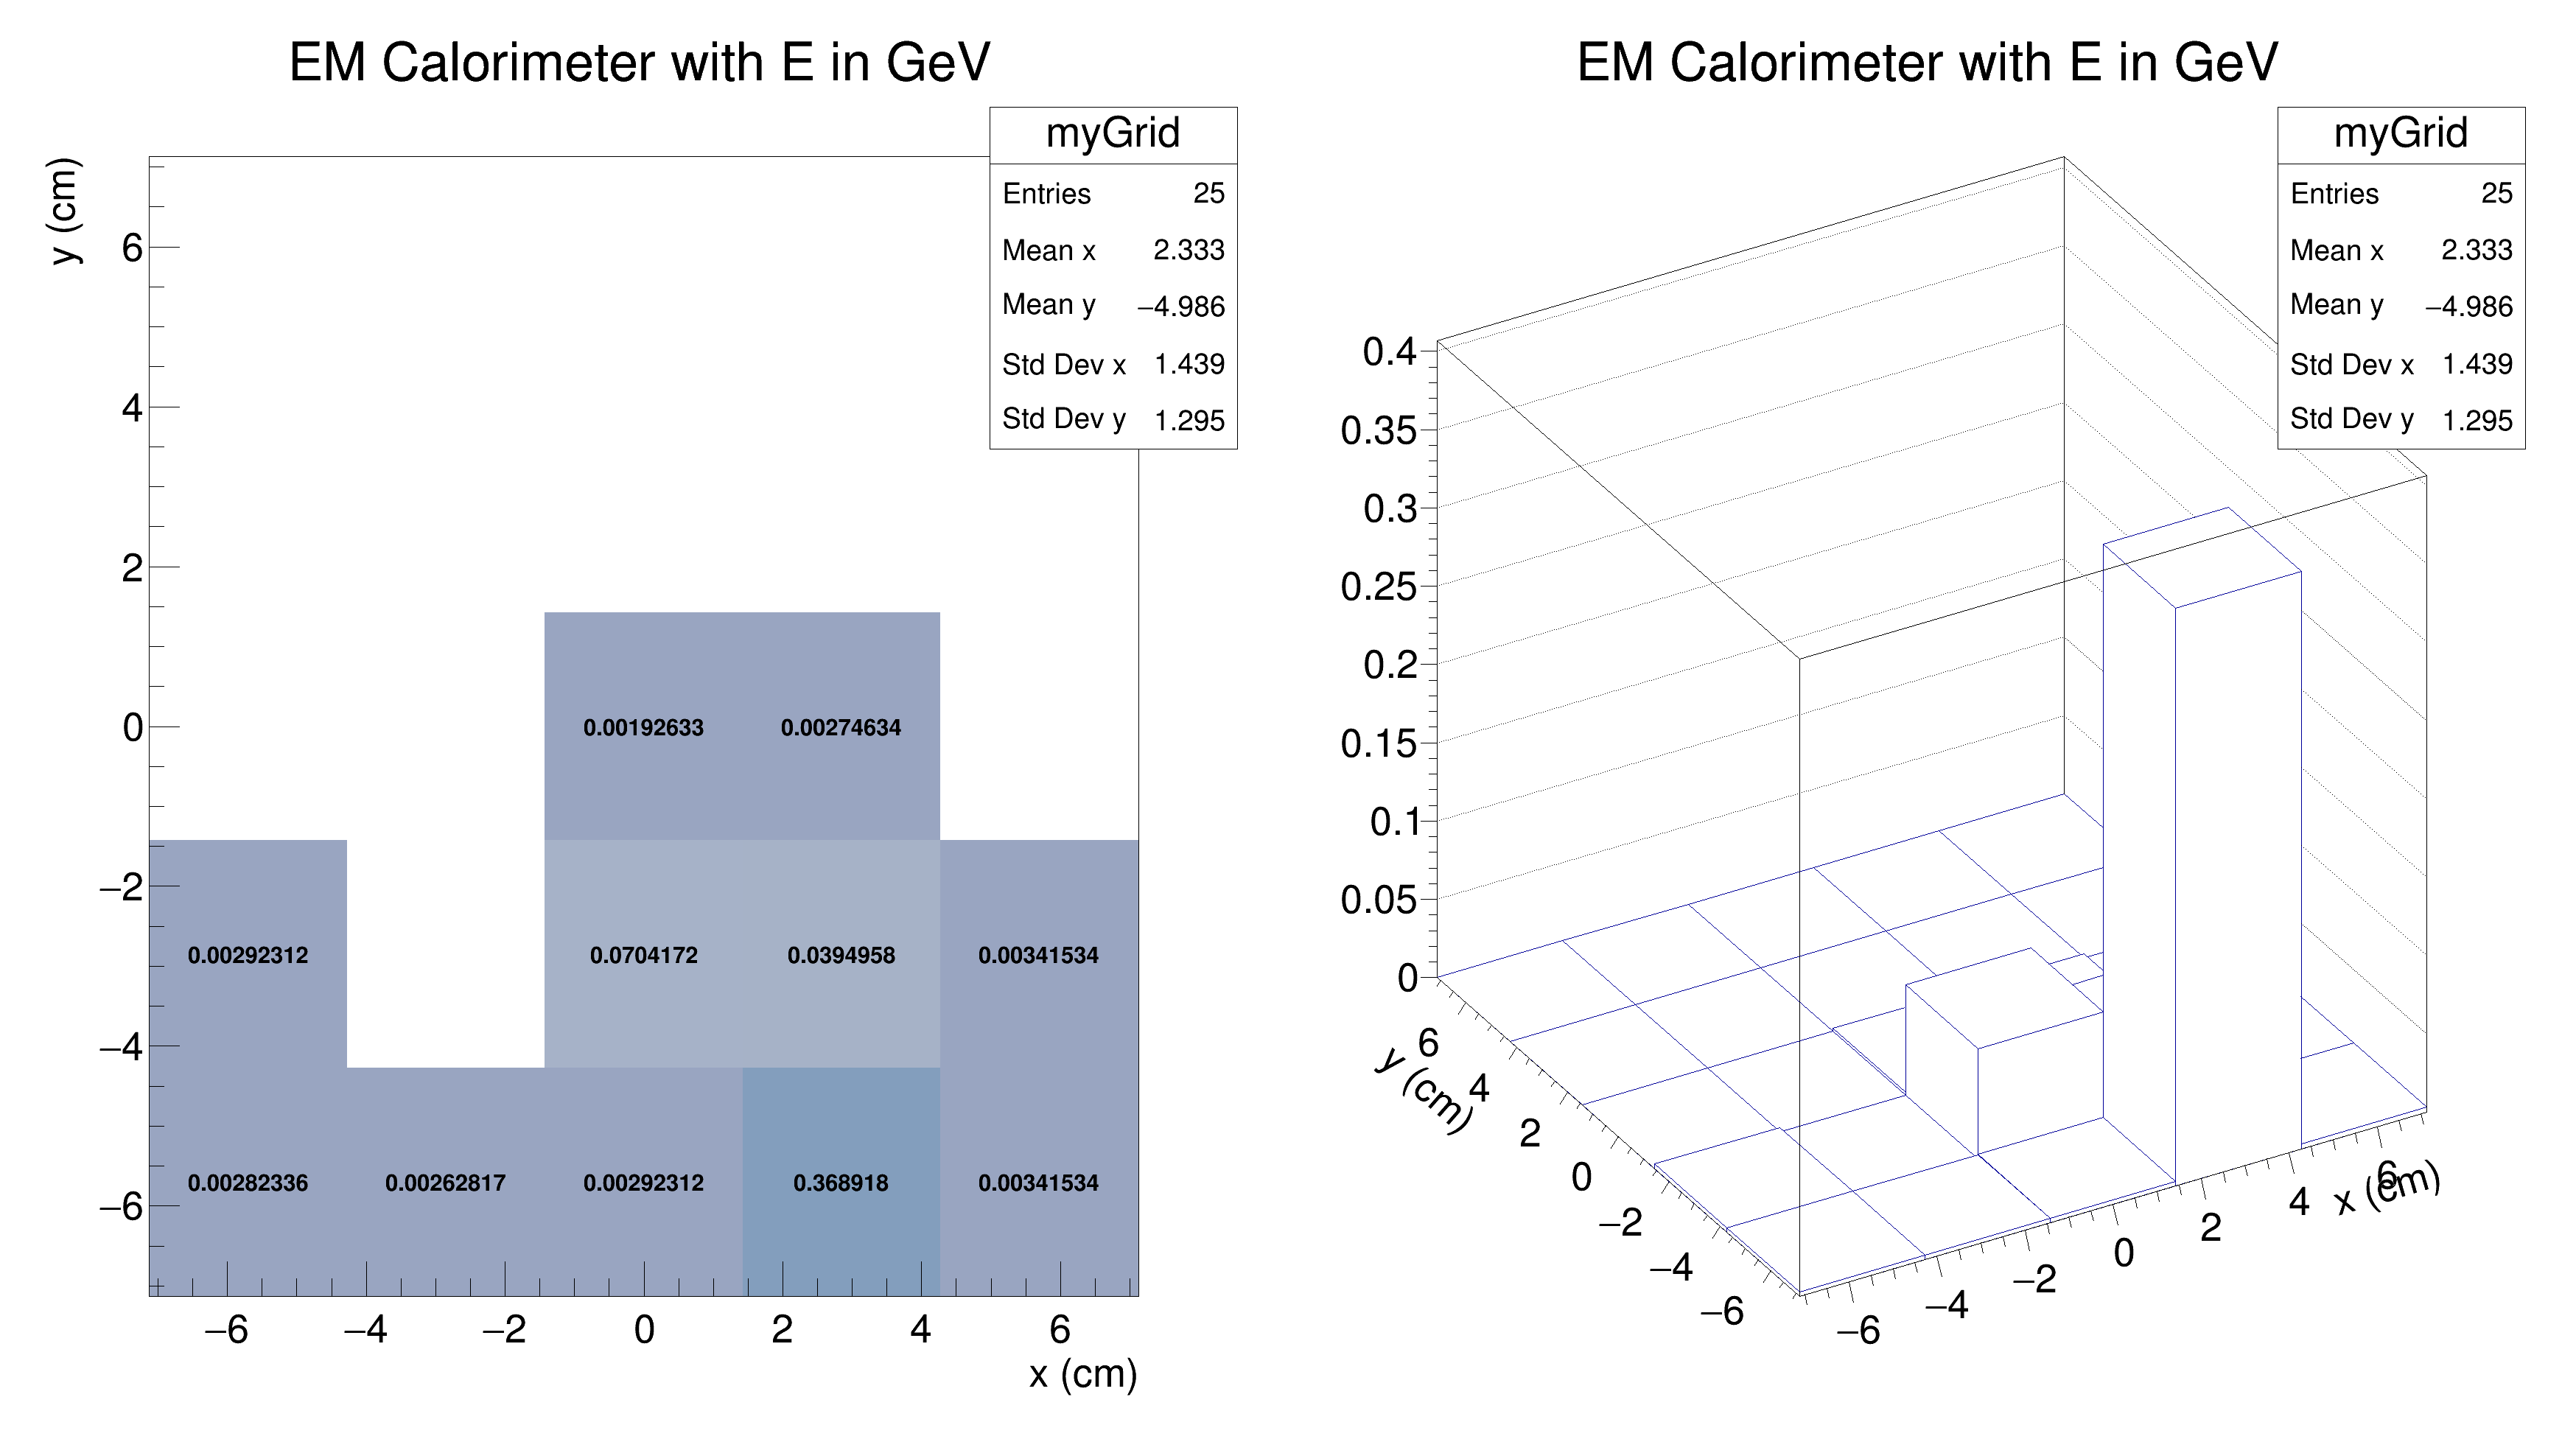 EM Calorimeter with E in GeV
myGrid
Entries 25
Mean x 2.333
Mean y −4.986
Std Dev x 1.439
Std Dev y 1.295
y (cm)
6
4
2
0
−2
−4
−6
0.00192633 0.00274634
0.00292312 0.0704172 0.0394958 0.00341534
0.00282336 0.00262817 0.00292312 0.368918 0.00341534
−6 −4 −2 0 2 4 6
x (cm)
EM Calorimeter with E in GeV
myGrid
Entries 25
Mean x 2.333
Mean y −4.986
Std Dev x 1.439
Std Dev y 1.295
0.4
0.35
0.3
0.25
0.2
0.15
0.1
0.05
0
6
4
2
0
−2
−4
−6
y (cm)
−6
−4
−2
0
2
4
6
x (cm)